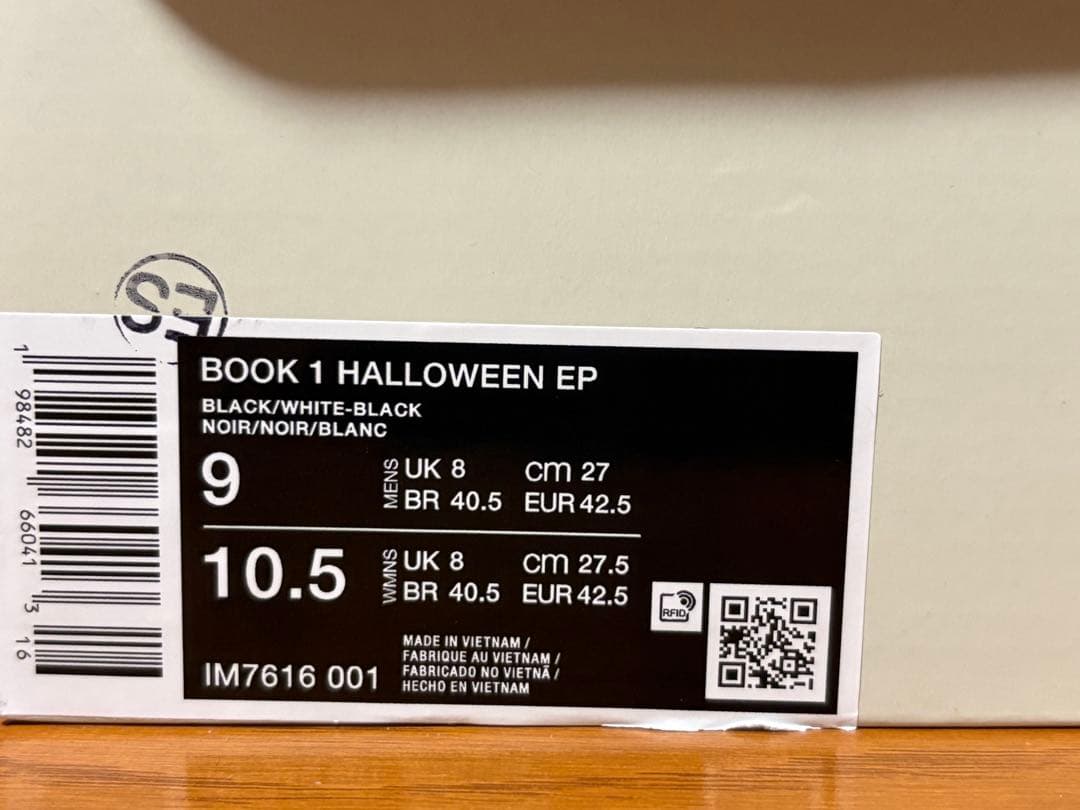 ES
BOOK 1 HALLOWEEN EP
BLACK/WHITE-BLACK
NOIR/NOIR/BLANC
9
MENS
UK 8 cm 27
BR 40.5 EUR 42.5
10.5
WMNS
UK 8 cm 27.5
BR 40.5 EUR 42.5
RFID
MADE IN VIETNAM /
FABRIQUE AU VIETNAM /
FABRICADO NO VIETNÃ /
HECHO EN VIETNAM
IM7616 001
1 98482 66041 3 16